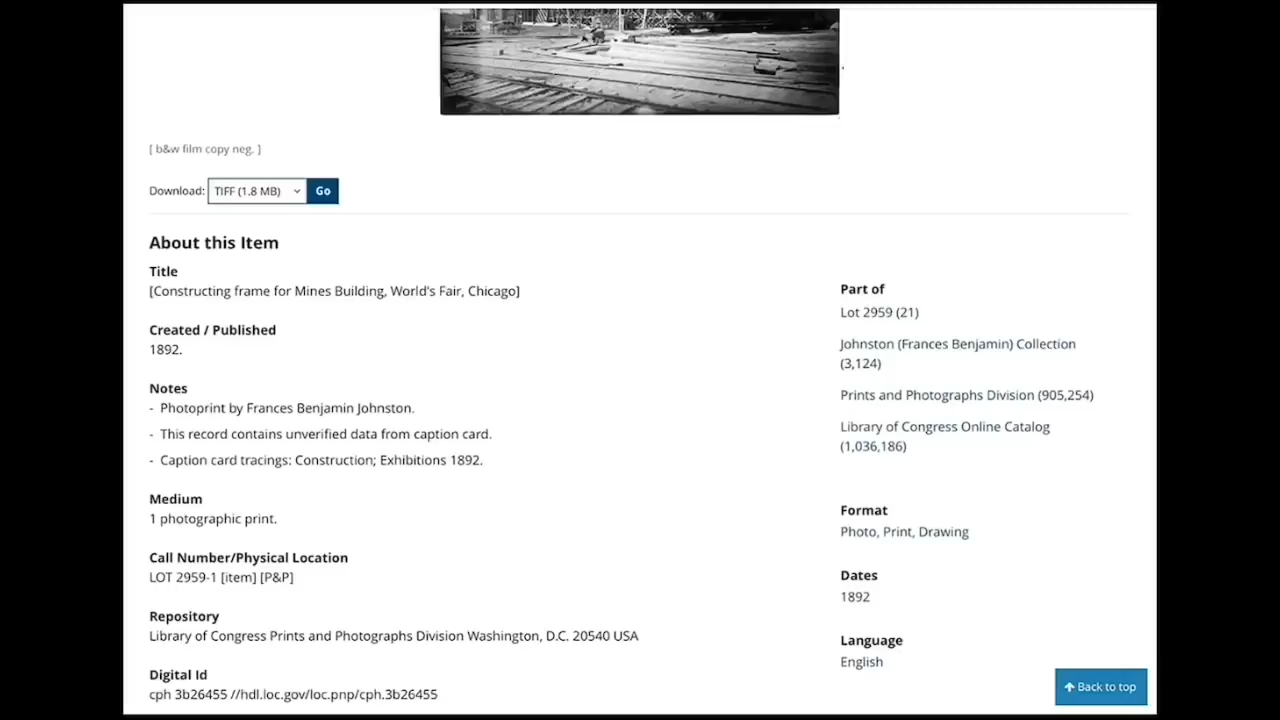 [ b&w film copy neg. ]
Download: TIFF (1.8 MB) Go
About this Item
Title
[Constructing frame for Mines Building, World's Fair, Chicago]
Created / Published
1892.
Notes
- Photoprint by Frances Benjamin Johnston.
- This record contains unverified data from caption card.
- Caption card tracings: Construction; Exhibitions 1892.
Medium
1 photographic print.
Call Number/Physical Location
LOT 2959-1 [item] [P&P]
Repository
Library of Congress Prints and Photographs Division Washington, D.C. 20540 USA
Digital Id
cph 3b26455 //hdl.loc.gov/loc.pnp/cph.3b26455
Part of
Lot 2959 (21)
Johnston (Frances Benjamin) Collection
(3,124)
Prints and Photographs Division (905,254)
Library of Congress Online Catalog
(1,036,186)
Format
Photo, Print, Drawing
Dates
1892
Language
English
Back to top